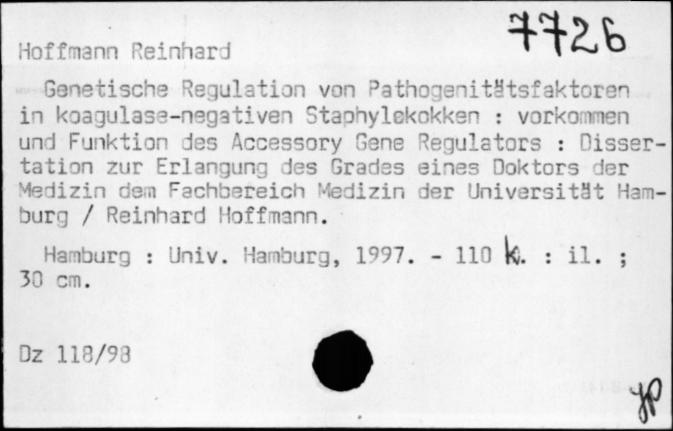 7726
Hoffmann Reinhard
Genetische Regulation von Pathogenitätsfaktoren
in koagulase-negativen Staphylokokken : vorkommen
und Funktion des Accessory Gene Regulators : Disser-
tation zur Erlangung des Grades eines Doktors der
Medizin dem Fachbereich Medizin der Universität Ham-
burg / Reinhard Hoffmann.
Hamburg : Univ. Hamburg, 1997. - 110 k. : il. ;
30 cm.
Dz 118/98